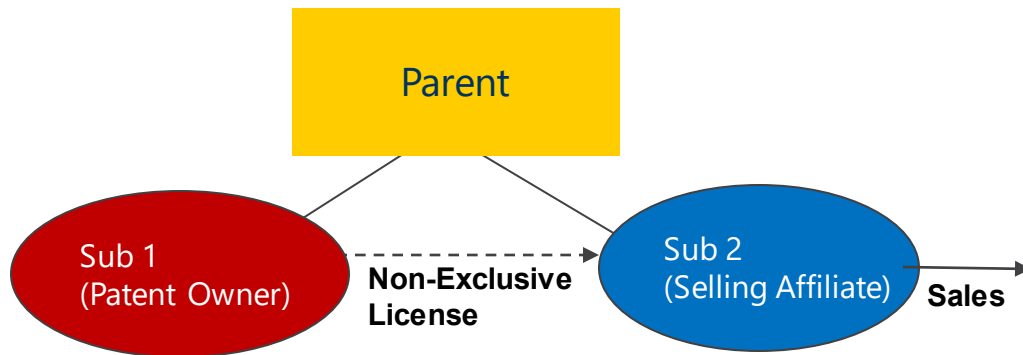 Parent
Sub 1
(Patent Owner)
Non-Exclusive
License
Sub 2
(Selling Affiliate)
Sales